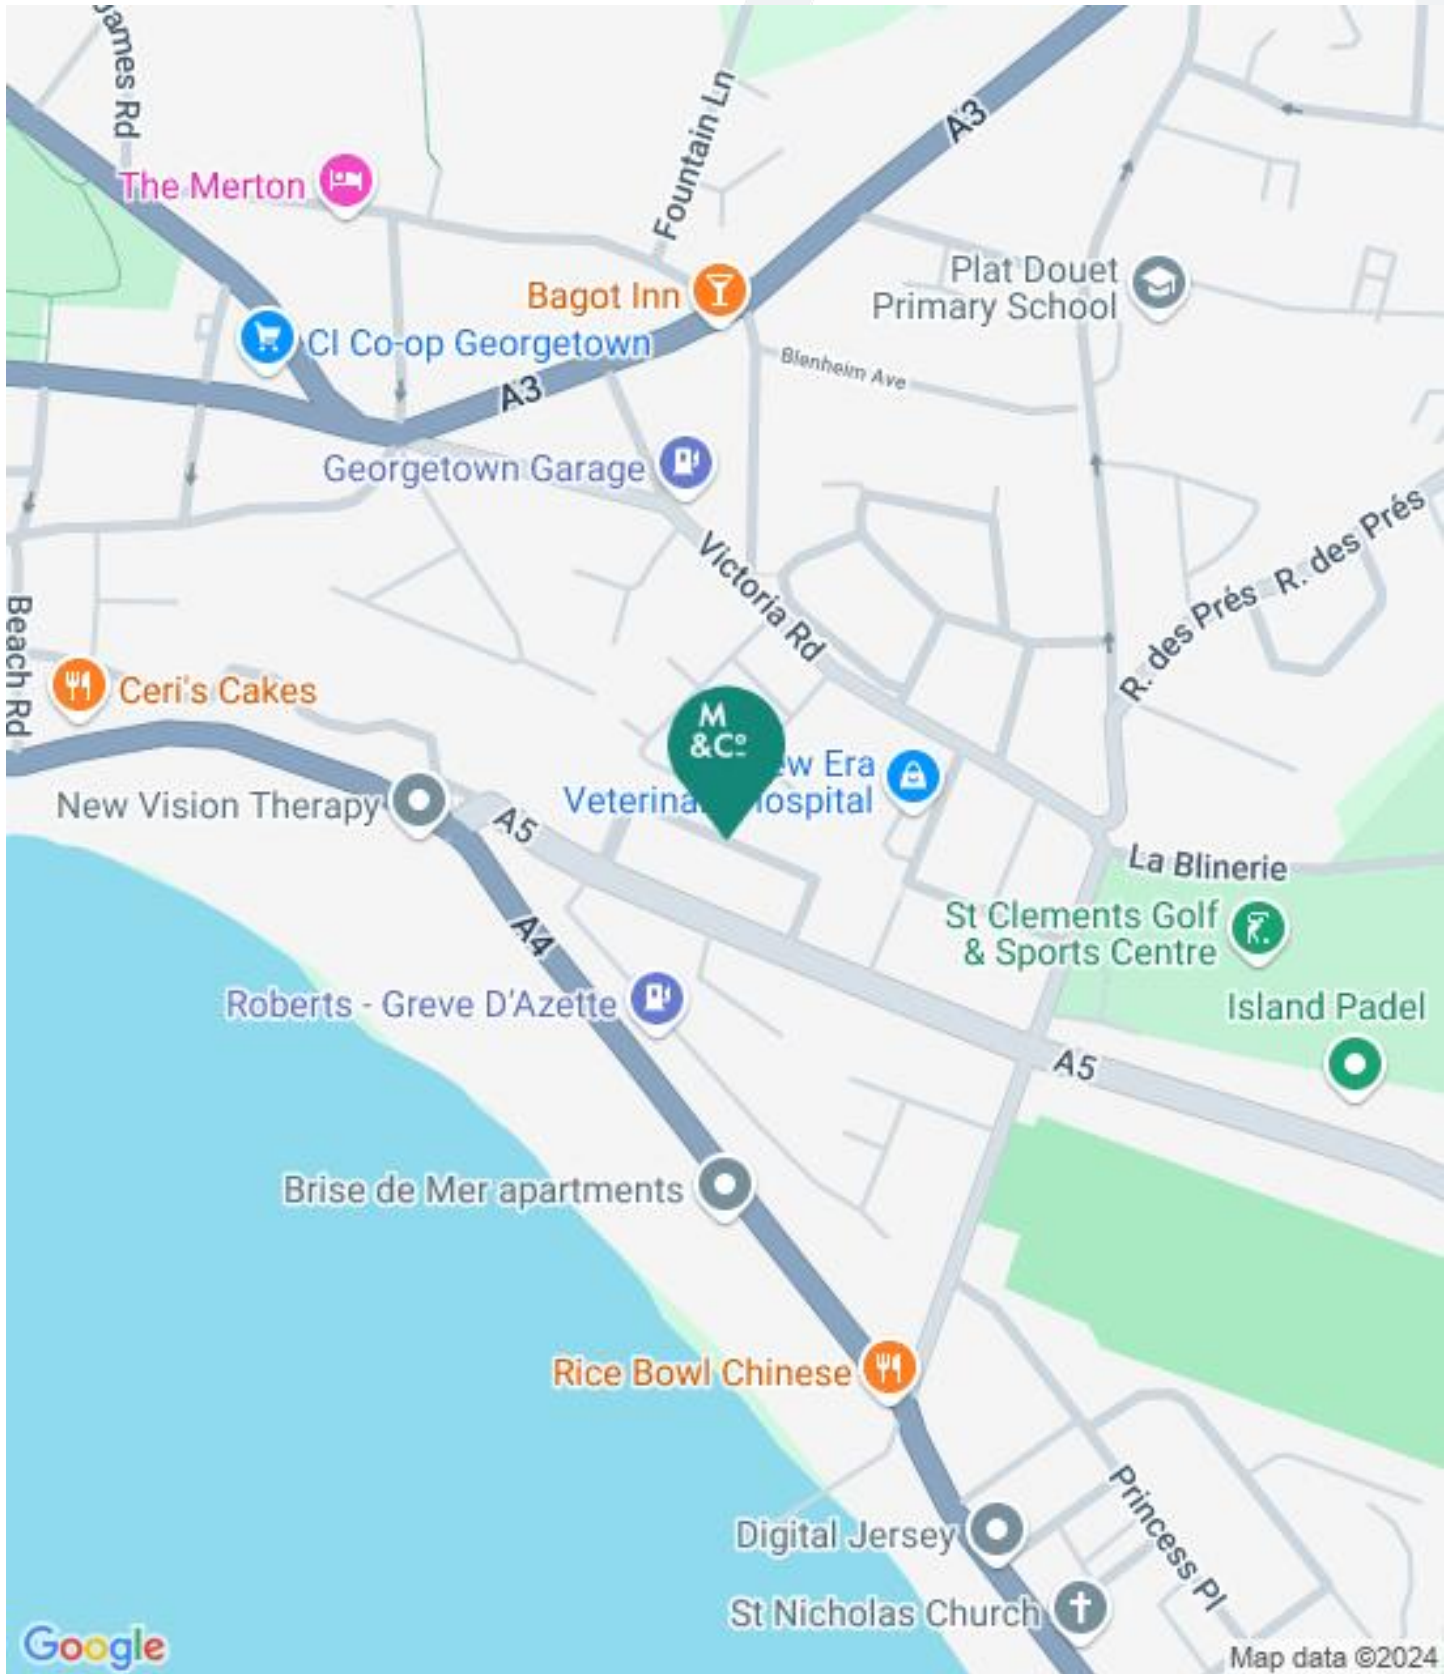 James Rd
Fountain Ln
A3
The Merton
Bagot Inn
Plat Douet
Primary School
CI Co-op Georgetown
Blenheim Ave
A3
Georgetown Garage
R. des Prés
R. des Prés
Victoria Rd
Beach Rd
Ceri's Cakes
M
&Cº
New Vision Therapy
Era
Hospital
A5
La Blinerie
A4
St Clements Golf
& Sports Centre
Roberts - Greve D'Azette
Island Padel
A5
Brise de Mer apartments
Rice Bowl Chinese
Princess Pl
Digital Jersey
St Nicholas Church
Google
Map data ©2024